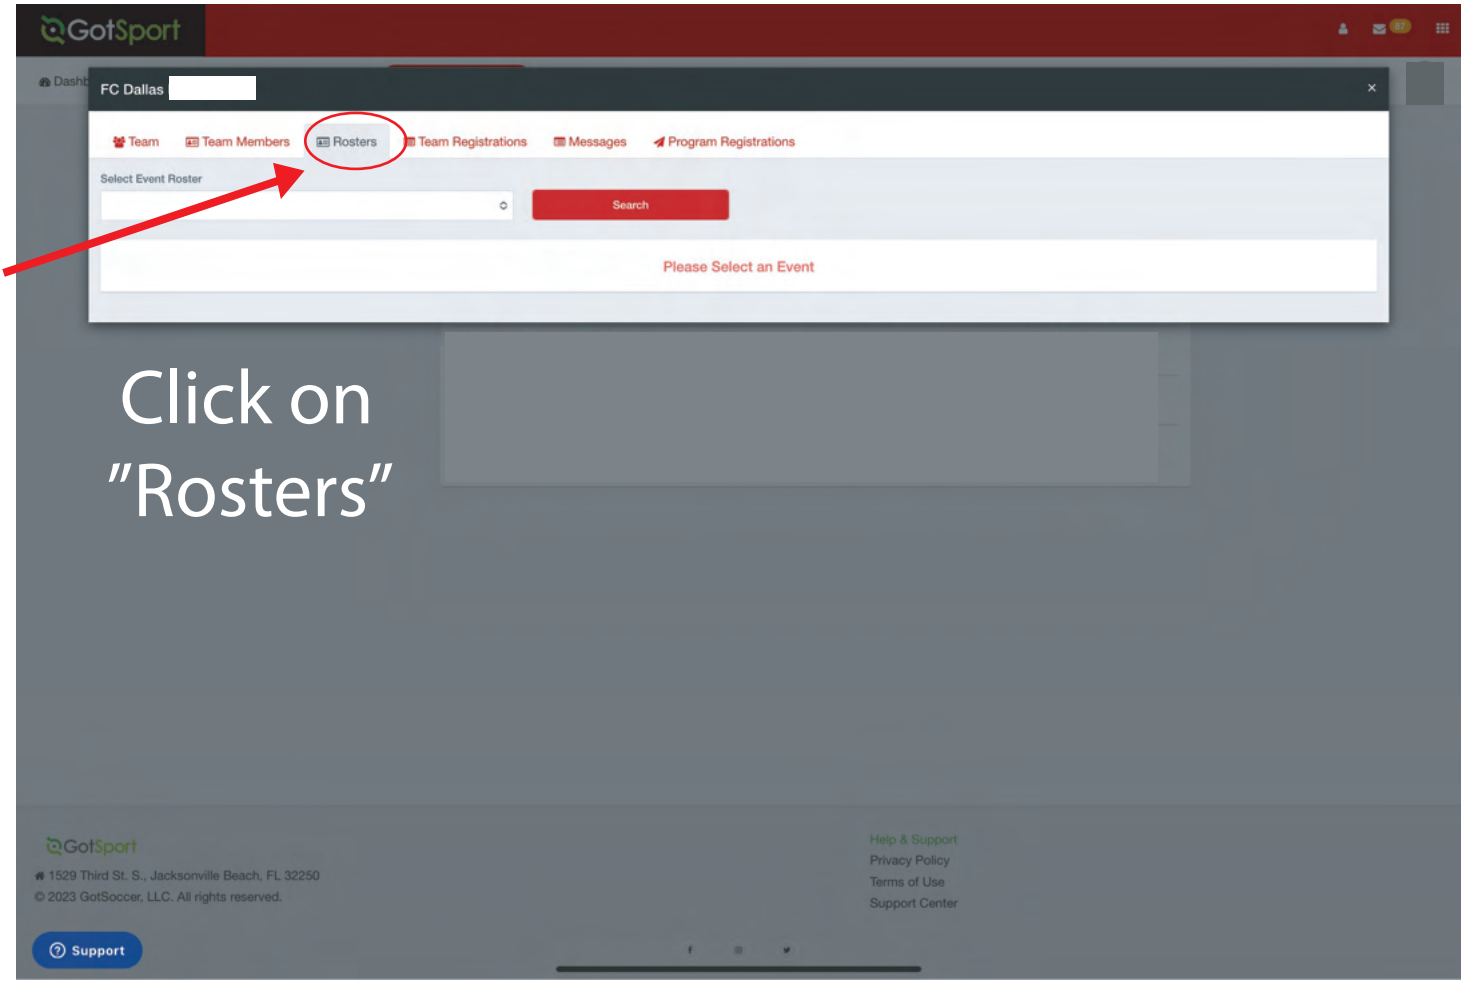 GotSport
87
Dashb
FC Dallas
×
Team Team Members Rosters Team Registrations Messages Program Registrations
Select Event Roster
Search
Please Select an Event
Click on
"Rosters"
GotSport
1529 Third St. S., Jacksonville Beach, FL 32250
© 2023 GotSoccer, LLC. All rights reserved.
Help & Support
Privacy Policy
Terms of Use
Support Center
Support